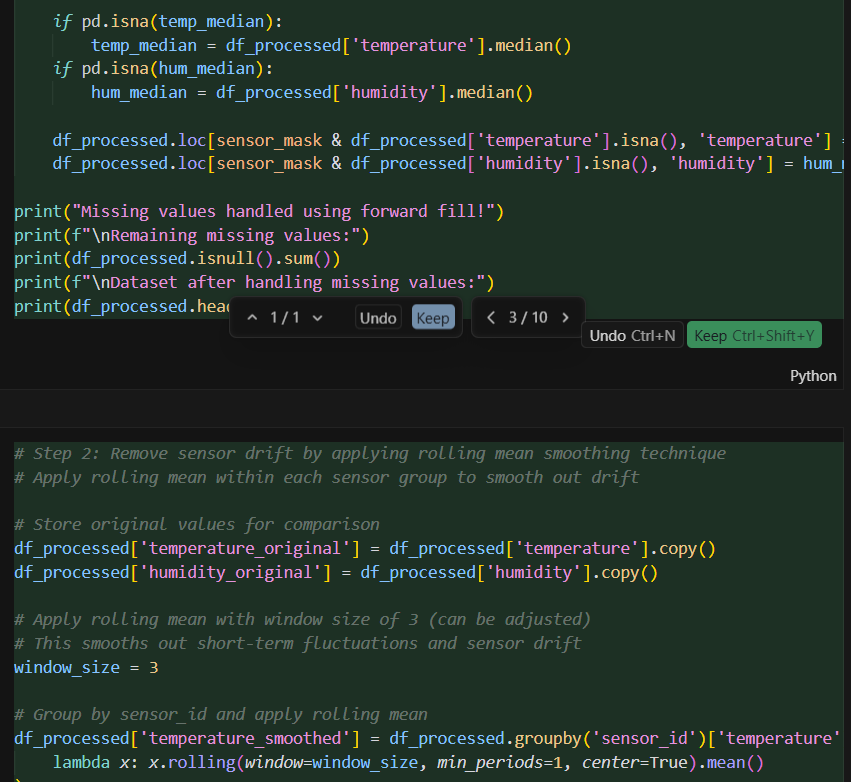 if pd.isna(temp_median):
temp_median = df_processed['temperature'].median()
if pd.isna(hum_median):
hum_median = df_processed['humidity'].median()
df_processed.loc[sensor_mask & df_processed['temperature'].isna(), 'temperature']
df_processed.loc[sensor_mask & df_processed['humidity'].isna(), 'humidity'] = hum_
print("Missing values handled using forward fill!")
print(f"\nRemaining missing values:")
print(df_processed.isnull().sum())
print(f"\nDataset after handling missing values:")
print(df_processed.head
1/1 Undo Keep 3/10
Undo Ctrl+N Keep Ctrl+Shift+Y
Python
# Step 2: Remove sensor drift by applying rolling mean smoothing technique
# Apply rolling mean within each sensor group to smooth out drift
# Store original values for comparison
df_processed['temperature_original'] = df_processed['temperature'].copy()
df_processed['humidity_original'] = df_processed['humidity'].copy()
# Apply rolling mean with window size of 3 (can be adjusted)
# This smooths out short-term fluctuations and sensor drift
window_size = 3
# Group by sensor_id and apply rolling mean
df_processed['temperature_smoothed'] = df_processed.groupby('sensor_id')['temperature'
lambda x: x.rolling(window=window_size, min_periods=1, center=True).mean()